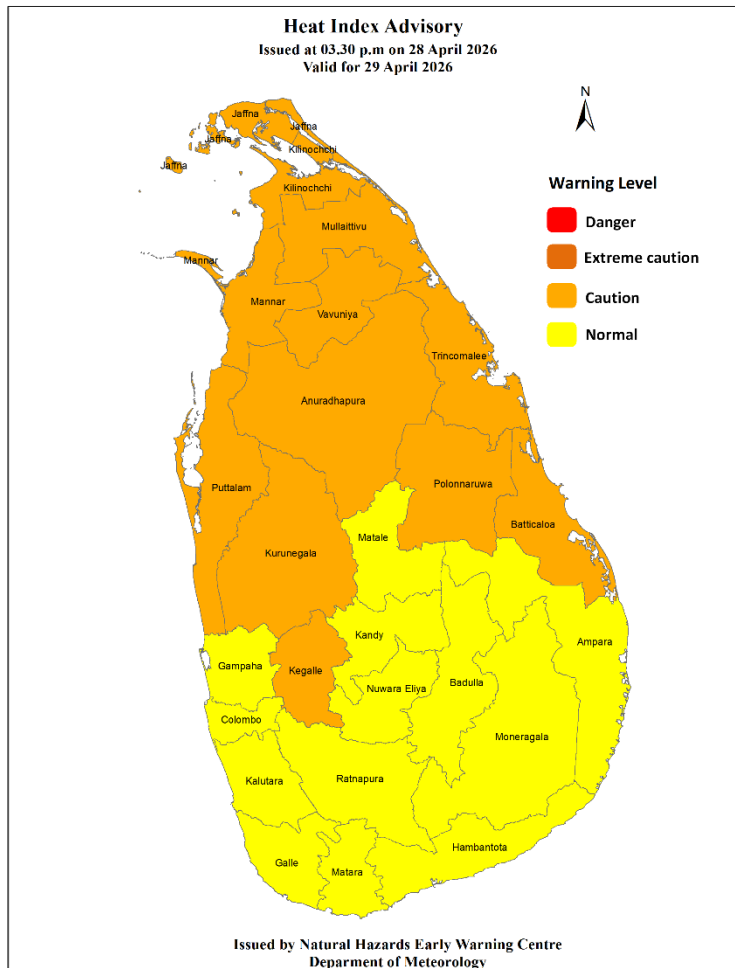 Heat Index Advisory
Issued at 03.30 p.m on 28 April 2026
Valid for 29 April 2026
N
Jaffna
Jaffna
Jaffna
Kilinochchi
Jaffna
Kilinochchi
Mullaittivu
Mannar
Mannar
Vavuniya
Trincomalee
Anuradhapura
Puttalam
Polonnaruwa
Batticaloa
Kurunegala
Matale
Kandy
Ampara
Gampaha
Kegalle
Nuwara Eliya
Badulla
Colombo
Moneragala
Kalutara
Ratnapura
Hambantota
Galle
Matara
Warning Level
Danger
Extreme caution
Caution
Normal
Issued by Natural Hazards Early Warning Centre
Deparment of Meteorology